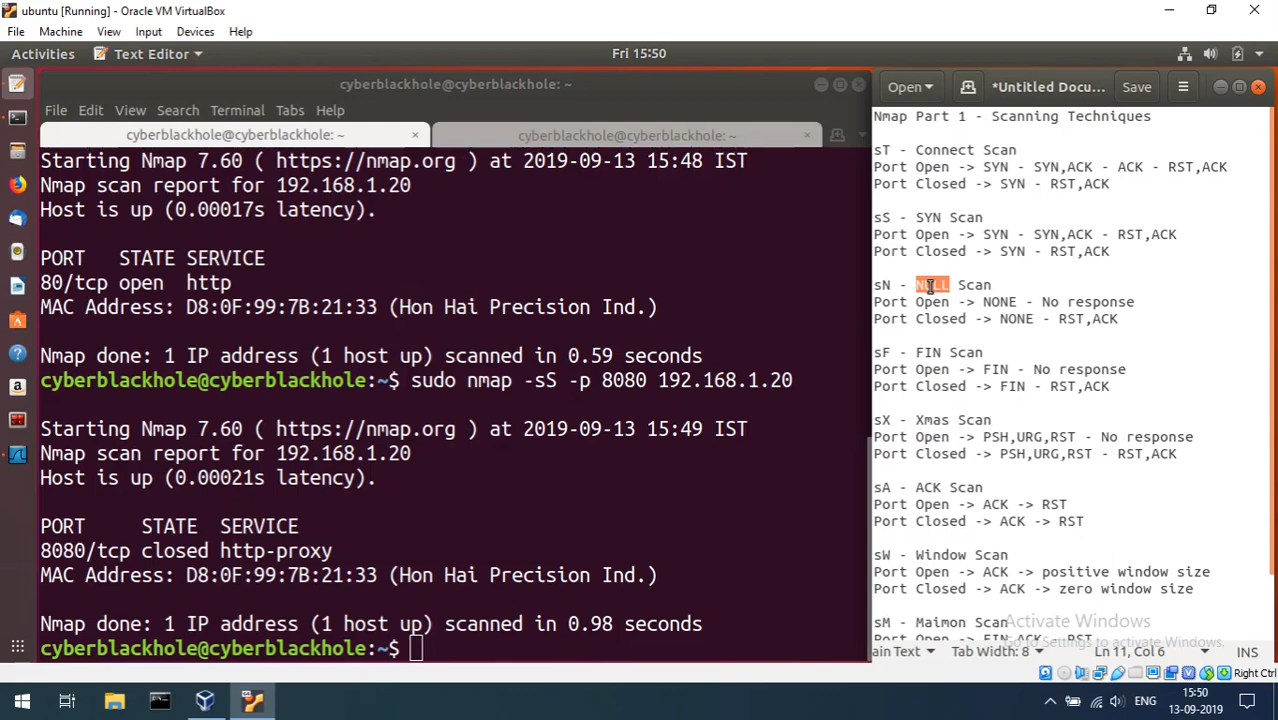 ubuntu [Running] - Oracle VM VirtualBox
File Machine View Input Devices Help
Activities Text Editor Fri 15:50
cyberblackhole@cyberblackhole: ~
File Edit View Search Terminal Tabs Help
cyberblackhole@cyberblackhole: ~ × cyberblackhole@cyberblackhole: ~ ×
Starting Nmap 7.60 ( https://nmap.org ) at 2019-09-13 15:48 IST
Nmap scan report for 192.168.1.20
Host is up (0.00017s latency).
PORT STATE SERVICE
80/tcp open http
MAC Address: D8:0F:99:7B:21:33 (Hon Hai Precision Ind.)
Nmap done: 1 IP address (1 host up) scanned in 0.59 seconds
cyberblackhole@cyberblackhole:~$ sudo nmap -sS -p 8080 192.168.1.20
Starting Nmap 7.60 ( https://nmap.org ) at 2019-09-13 15:49 IST
Nmap scan report for 192.168.1.20
Host is up (0.00021s latency).
PORT STATE SERVICE
8080/tcp closed http-proxy
MAC Address: D8:0F:99:7B:21:33 (Hon Hai Precision Ind.)
Nmap done: 1 IP address (1 host up) scanned in 0.98 seconds
cyberblackhole@cyberblackhole:~$
Open *Untitled Docu... Save
Nmap Part 1 - Scanning Techniques
sT - Connect Scan
Port Open -> SYN - SYN,ACK - ACK - RST,ACK
Port Closed -> SYN - RST,ACK
sS - SYN Scan
Port Open -> SYN - SYN,ACK - RST,ACK
Port Closed -> SYN - RST,ACK
sN - NULL Scan
Port Open -> NONE - No response
Port Closed -> NONE - RST,ACK
sF - FIN Scan
Port Open -> FIN - No response
Port Closed -> FIN - RST,ACK
sX - Xmas Scan
Port Open -> PSH,URG,RST - No response
Port Closed -> PSH,URG,RST - RST,ACK
sA - ACK Scan
Port Open -> ACK -> RST
Port Closed -> ACK -> RST
sW - Window Scan
Port Open -> ACK -> positive window size
Port Closed -> ACK -> zero window size
sM - Maimon Scan
Port Open -> FIN,ACK - RST
Activate Windows
Go to Settings to activate Windows.
ain Text Tab Width: 8 Ln 11, Col 6 INS
Right Ctrl
ENG 15:50
13-09-2019